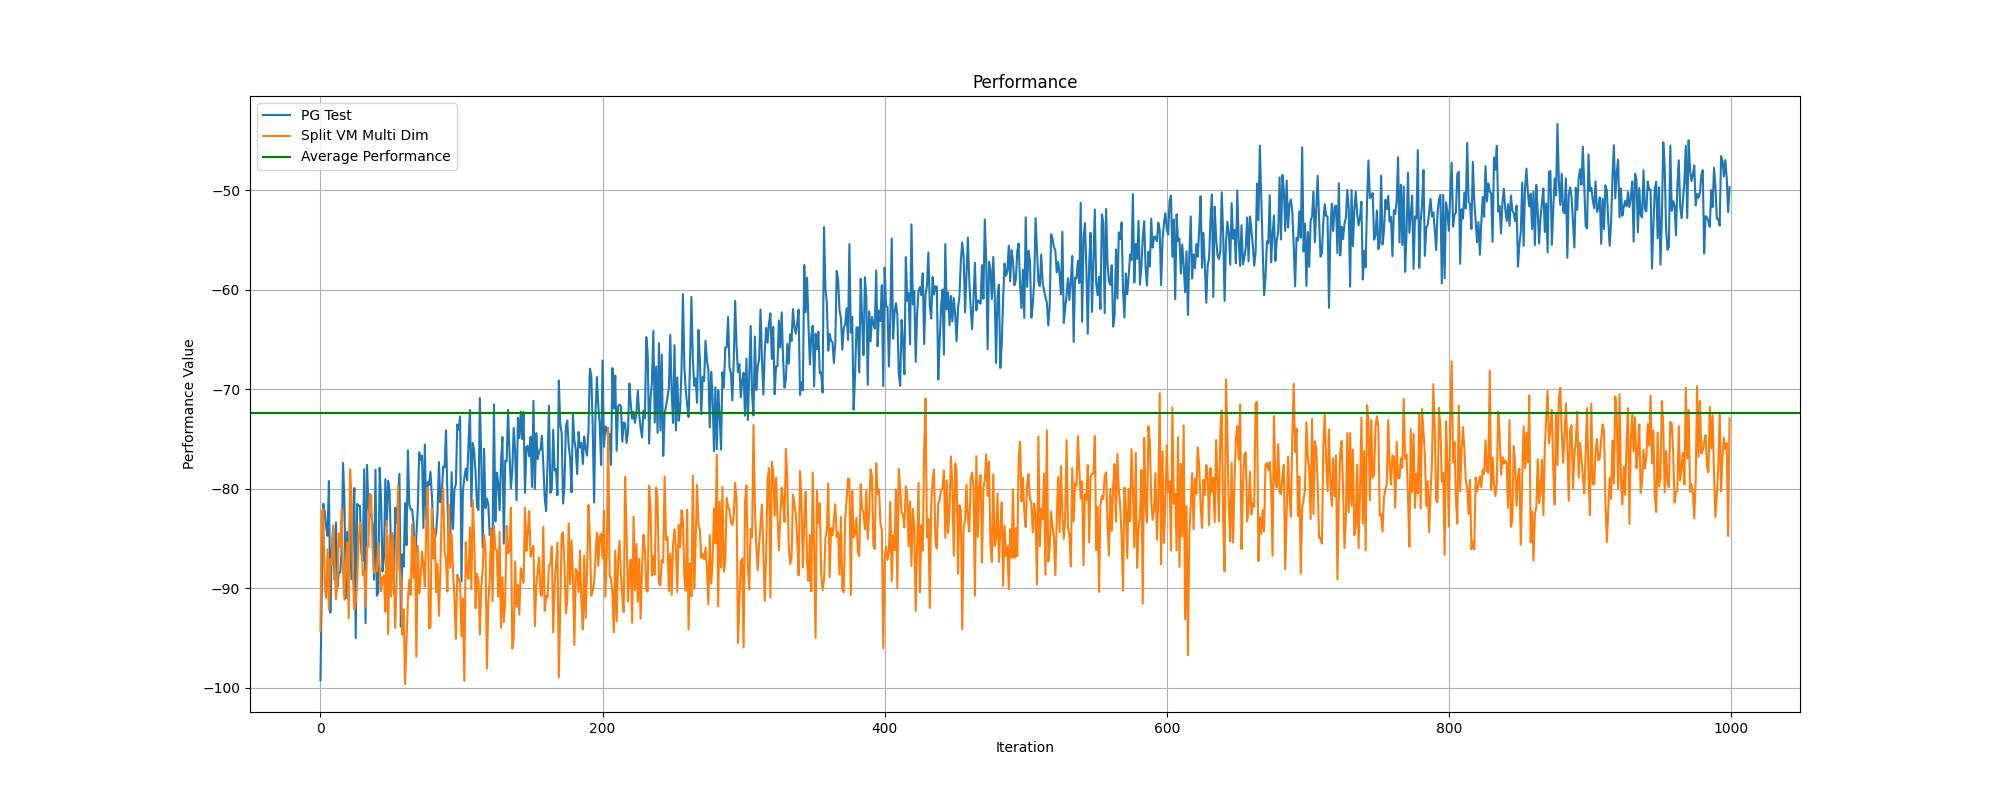 Performance
PG Test
Split VM Multi Dim
Average Performance
Performance Value
−50
−60
−70
−80
−90
−100
0
200
400
600
800
1000
Iteration